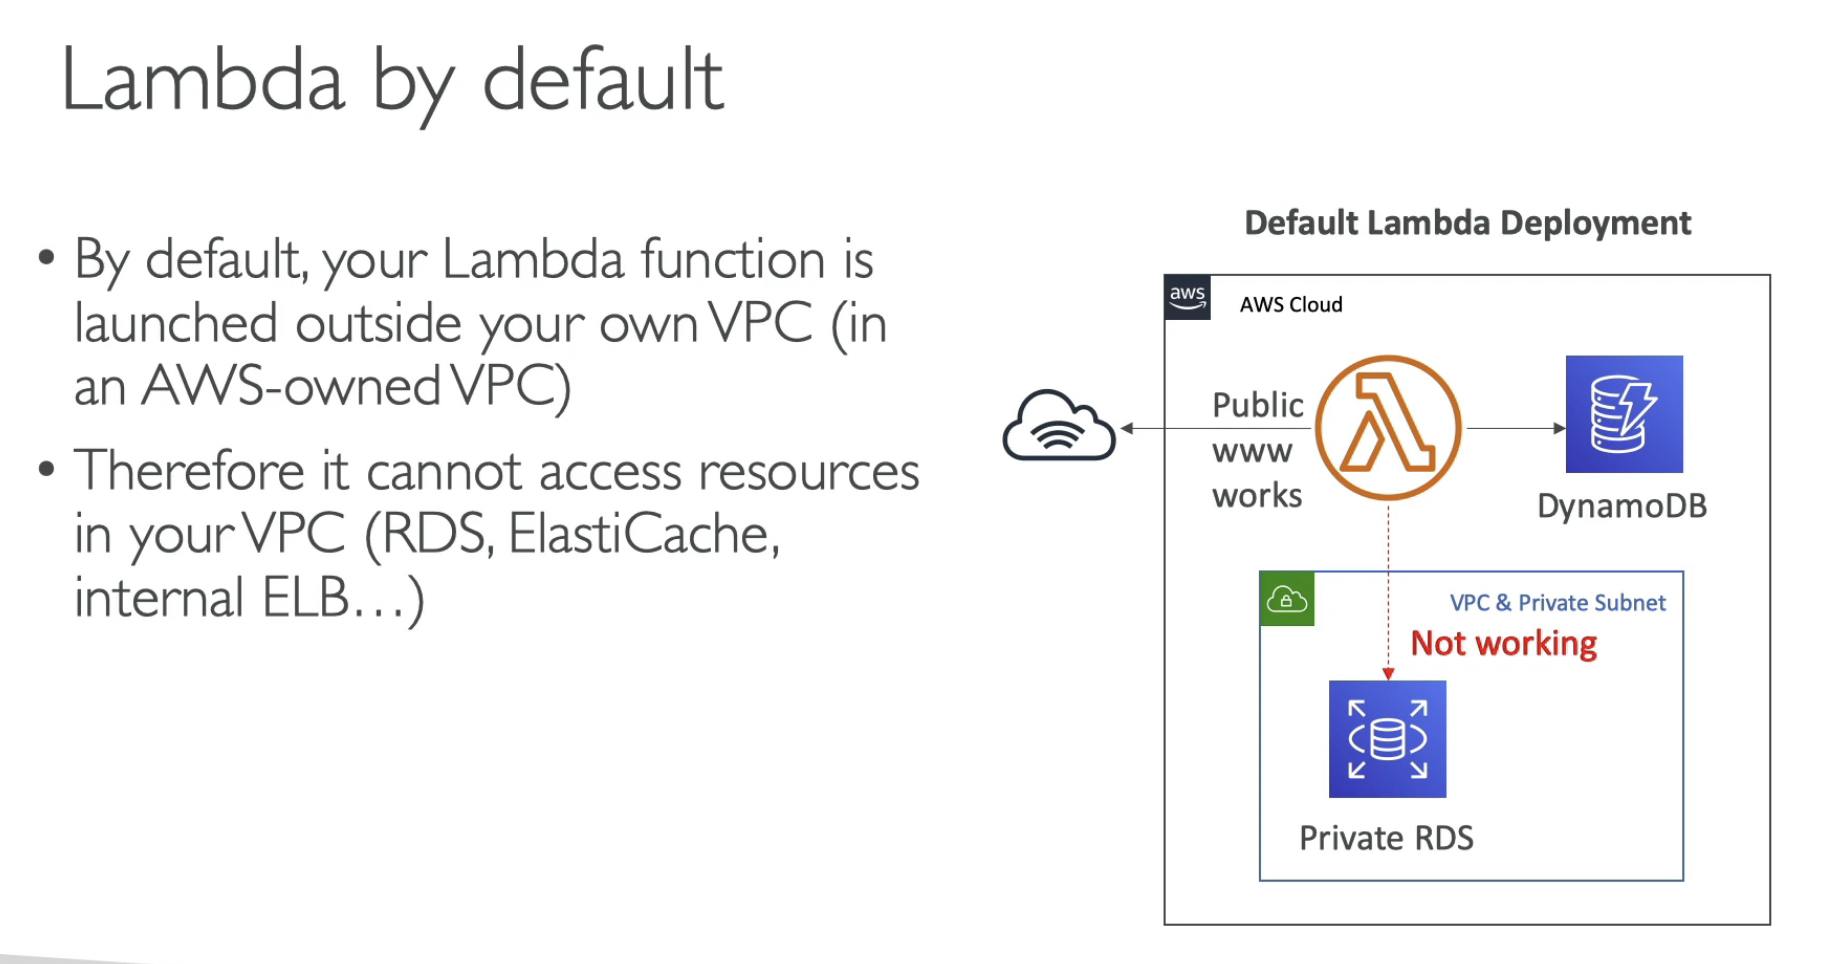 Lambda by default
• By default, your Lambda function is
launched outside your own VPC (in
an AWS-owned VPC)
• Therefore it cannot access resources
in your VPC (RDS, ElastiCache,
internal ELB…)
Default Lambda Deployment
aws
AWS Cloud
Public
www
works
DynamoDB
VPC & Private Subnet
Not working
Private RDS